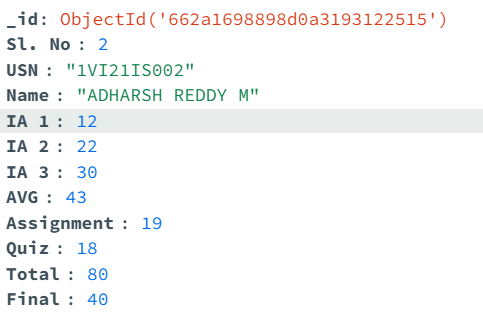 _id: ObjectId('662a1698898d0a3193122515')
Sl. No : 2
USN : "1VI21IS002"
Name : "ADHARSH REDDY M"
IA 1 : 12
IA 2 : 22
IA 3 : 30
AVG : 43
Assignment : 19
Quiz : 18
Total : 80
Final : 40